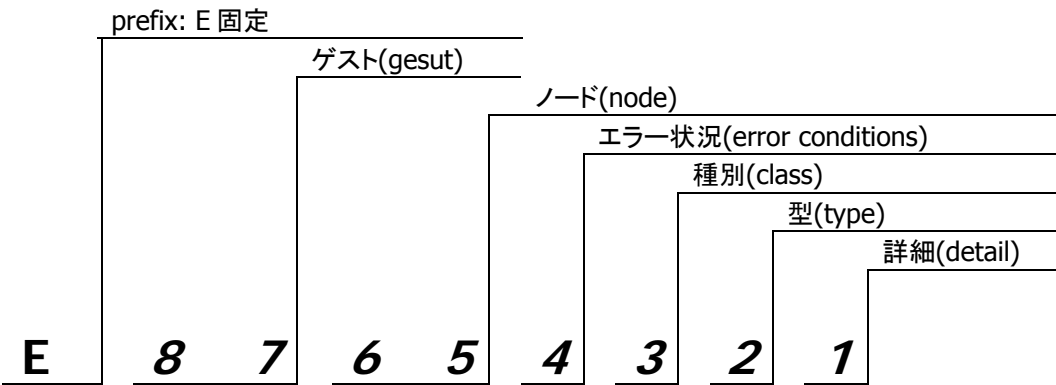 prefix: E 固定
ゲスト(gesut)
ノード(node)
エラー状況(error conditions)
種別(class)
型(type)
詳細(detail)
E 8 7 6 5 4 3 2 1